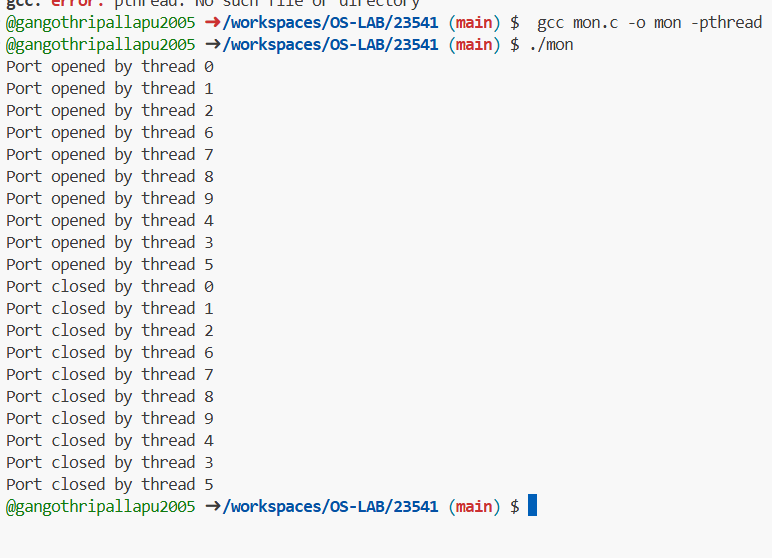 gcc: error: pthread: No such file or directory
@gangothripallapu2005 ➜/workspaces/OS-LAB/23541 (main) $  gcc mon.c -o mon -pthread
@gangothripallapu2005 ➜/workspaces/OS-LAB/23541 (main) $ ./mon
Port opened by thread 0
Port opened by thread 1
Port opened by thread 2
Port opened by thread 6
Port opened by thread 7
Port opened by thread 8
Port opened by thread 9
Port opened by thread 4
Port opened by thread 3
Port opened by thread 5
Port closed by thread 0
Port closed by thread 1
Port closed by thread 2
Port closed by thread 6
Port closed by thread 7
Port closed by thread 8
Port closed by thread 9
Port closed by thread 4
Port closed by thread 3
Port closed by thread 5
@gangothripallapu2005 ➜/workspaces/OS-LAB/23541 (main) $